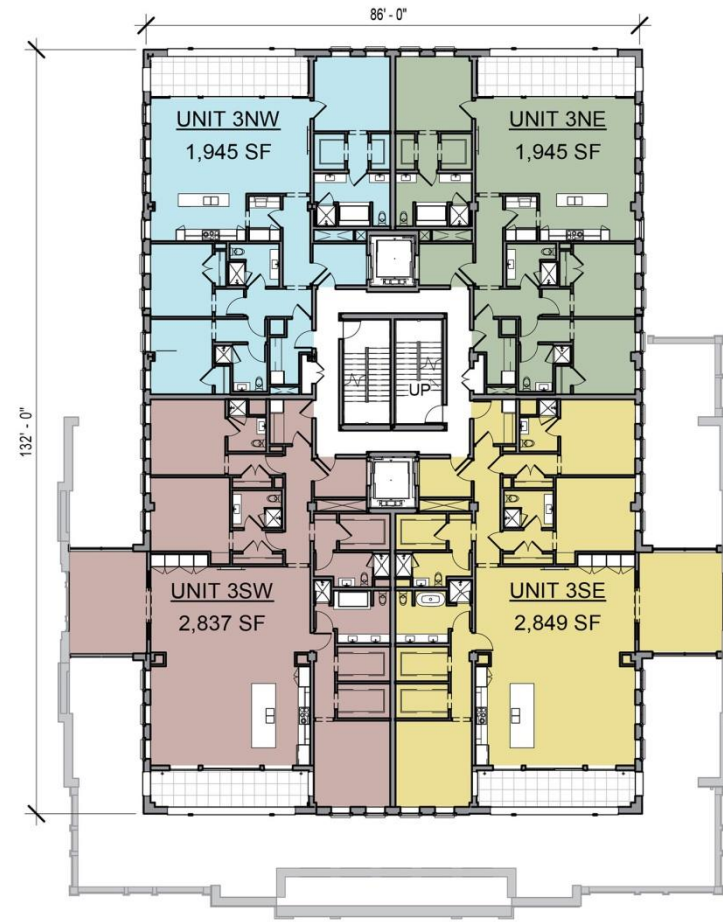 86' - 0"
UNIT 3NW
1,945 SF
UNIT 3NE
1,945 SF
UP
132' - 0"
UNIT 3SW
2,837 SF
UNIT 3SE
2,849 SF